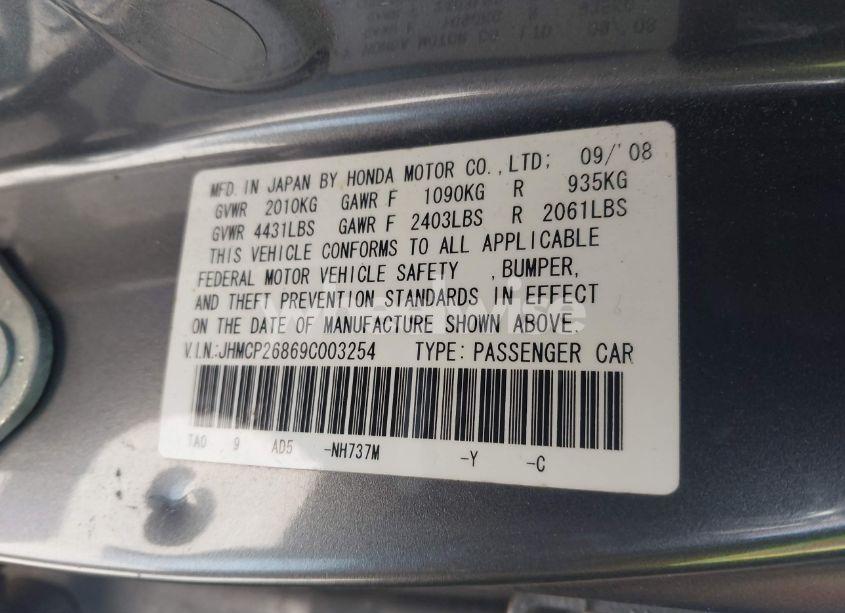 MFD. IN JAPAN BY HONDA MOTOR CO.,LTD; 09/'08
GVWR 2010KG GAWR F 1090KG R 935KG
GVWR 4431LBS GAWR F 2403LBS R 2061LBS
THIS VEHICLE CONFORMS TO ALL APPLICABLE
FEDERAL MOTOR VEHICLE SAFETY , BUMPER,
AND THEFT PREVENTION STANDARDS IN EFFECT
ON THE DATE OF MANUFACTURE SHOWN ABOVE.
V.I.N.:JHMCP26869C003254 TYPE: PASSENGER CAR
TA0 9 AD5 -NH737M -Y -C